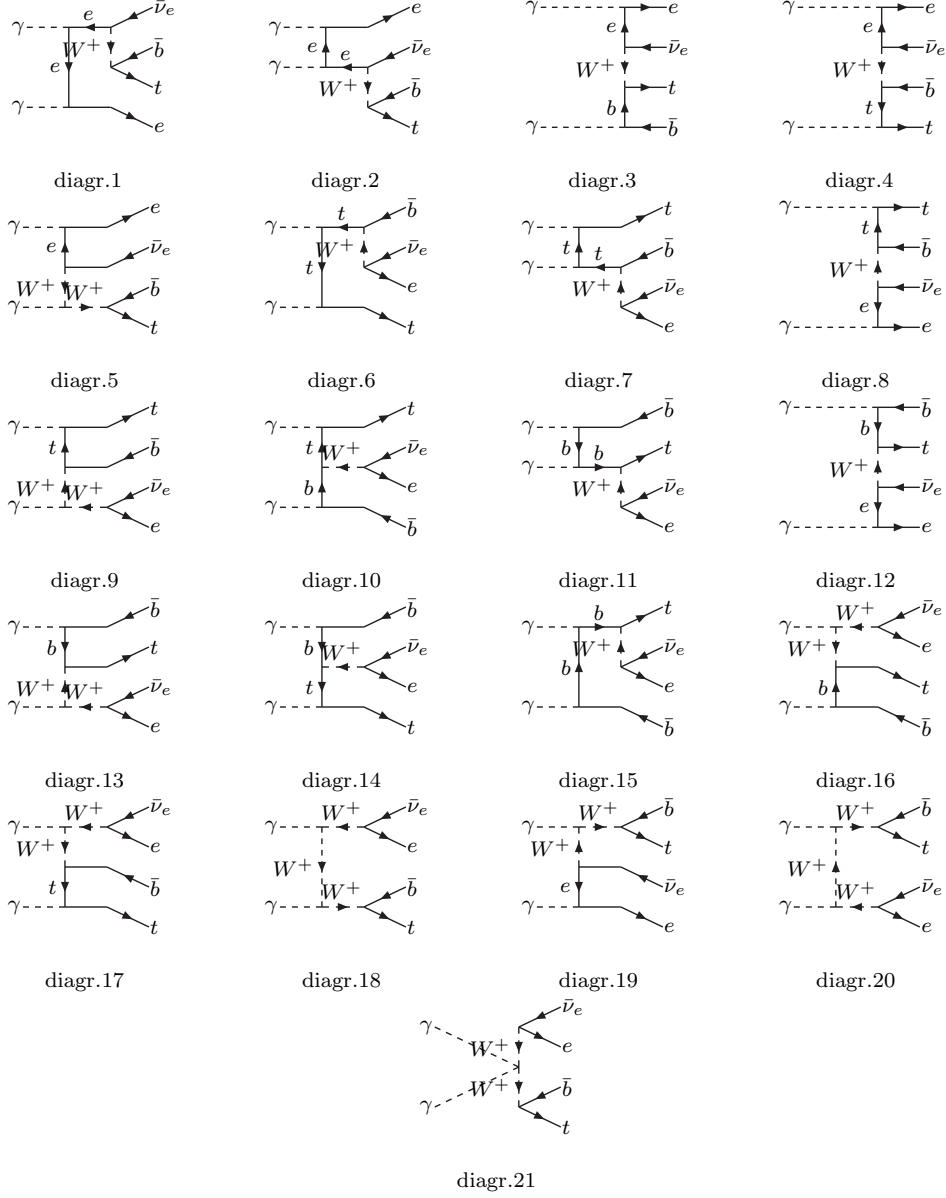 γ e ν̄ₑ
W⁺ b̄
e t
γ e
diagr.1
γ e
e ν̄ₑ
γ e b̄
W⁺ t
diagr.2
γ e
e ν̄ₑ
W⁺ t
b
γ b̄
diagr.3
γ e
e ν̄ₑ
W⁺ b̄
t
γ t
diagr.4
γ e
e ν̄ₑ
W⁺ W⁺ b̄
γ t
diagr.5
γ t b̄
W⁺ ν̄ₑ
t e
γ t
diagr.6
γ t
t t b̄
γ W⁺ ν̄ₑ
e
diagr.7
γ t
t b̄
W⁺ ν̄ₑ
e
γ e
diagr.8
γ t
t b̄
W⁺ W⁺ ν̄ₑ
γ e
diagr.9
γ t
t W⁺ ν̄ₑ
b e
γ b̄
diagr.10
γ b̄
b b t
γ W⁺ ν̄ₑ
e
diagr.11
γ b̄
b t
W⁺ ν̄ₑ
e
γ e
diagr.12
γ b̄
b t
W⁺ W⁺ ν̄ₑ
γ e
diagr.13
γ b̄
b W⁺ ν̄ₑ
t e
γ t
diagr.14
γ b t
W⁺ ν̄ₑ
b e
γ b̄
diagr.15
γ W⁺ ν̄ₑ
W⁺ e
b t
γ b̄
diagr.16
γ W⁺ ν̄ₑ
W⁺ e
t b̄
γ t
diagr.17
γ W⁺ ν̄ₑ
W⁺ e
W⁺ b̄
γ t
diagr.18
γ W⁺ b̄
W⁺ t
e ν̄ₑ
γ e
diagr.19
γ W⁺ b̄
W⁺ t
W⁺ ν̄ₑ
γ e
diagr.20
γ ν̄ₑ
W⁺ e
W⁺ b̄
γ t
diagr.21